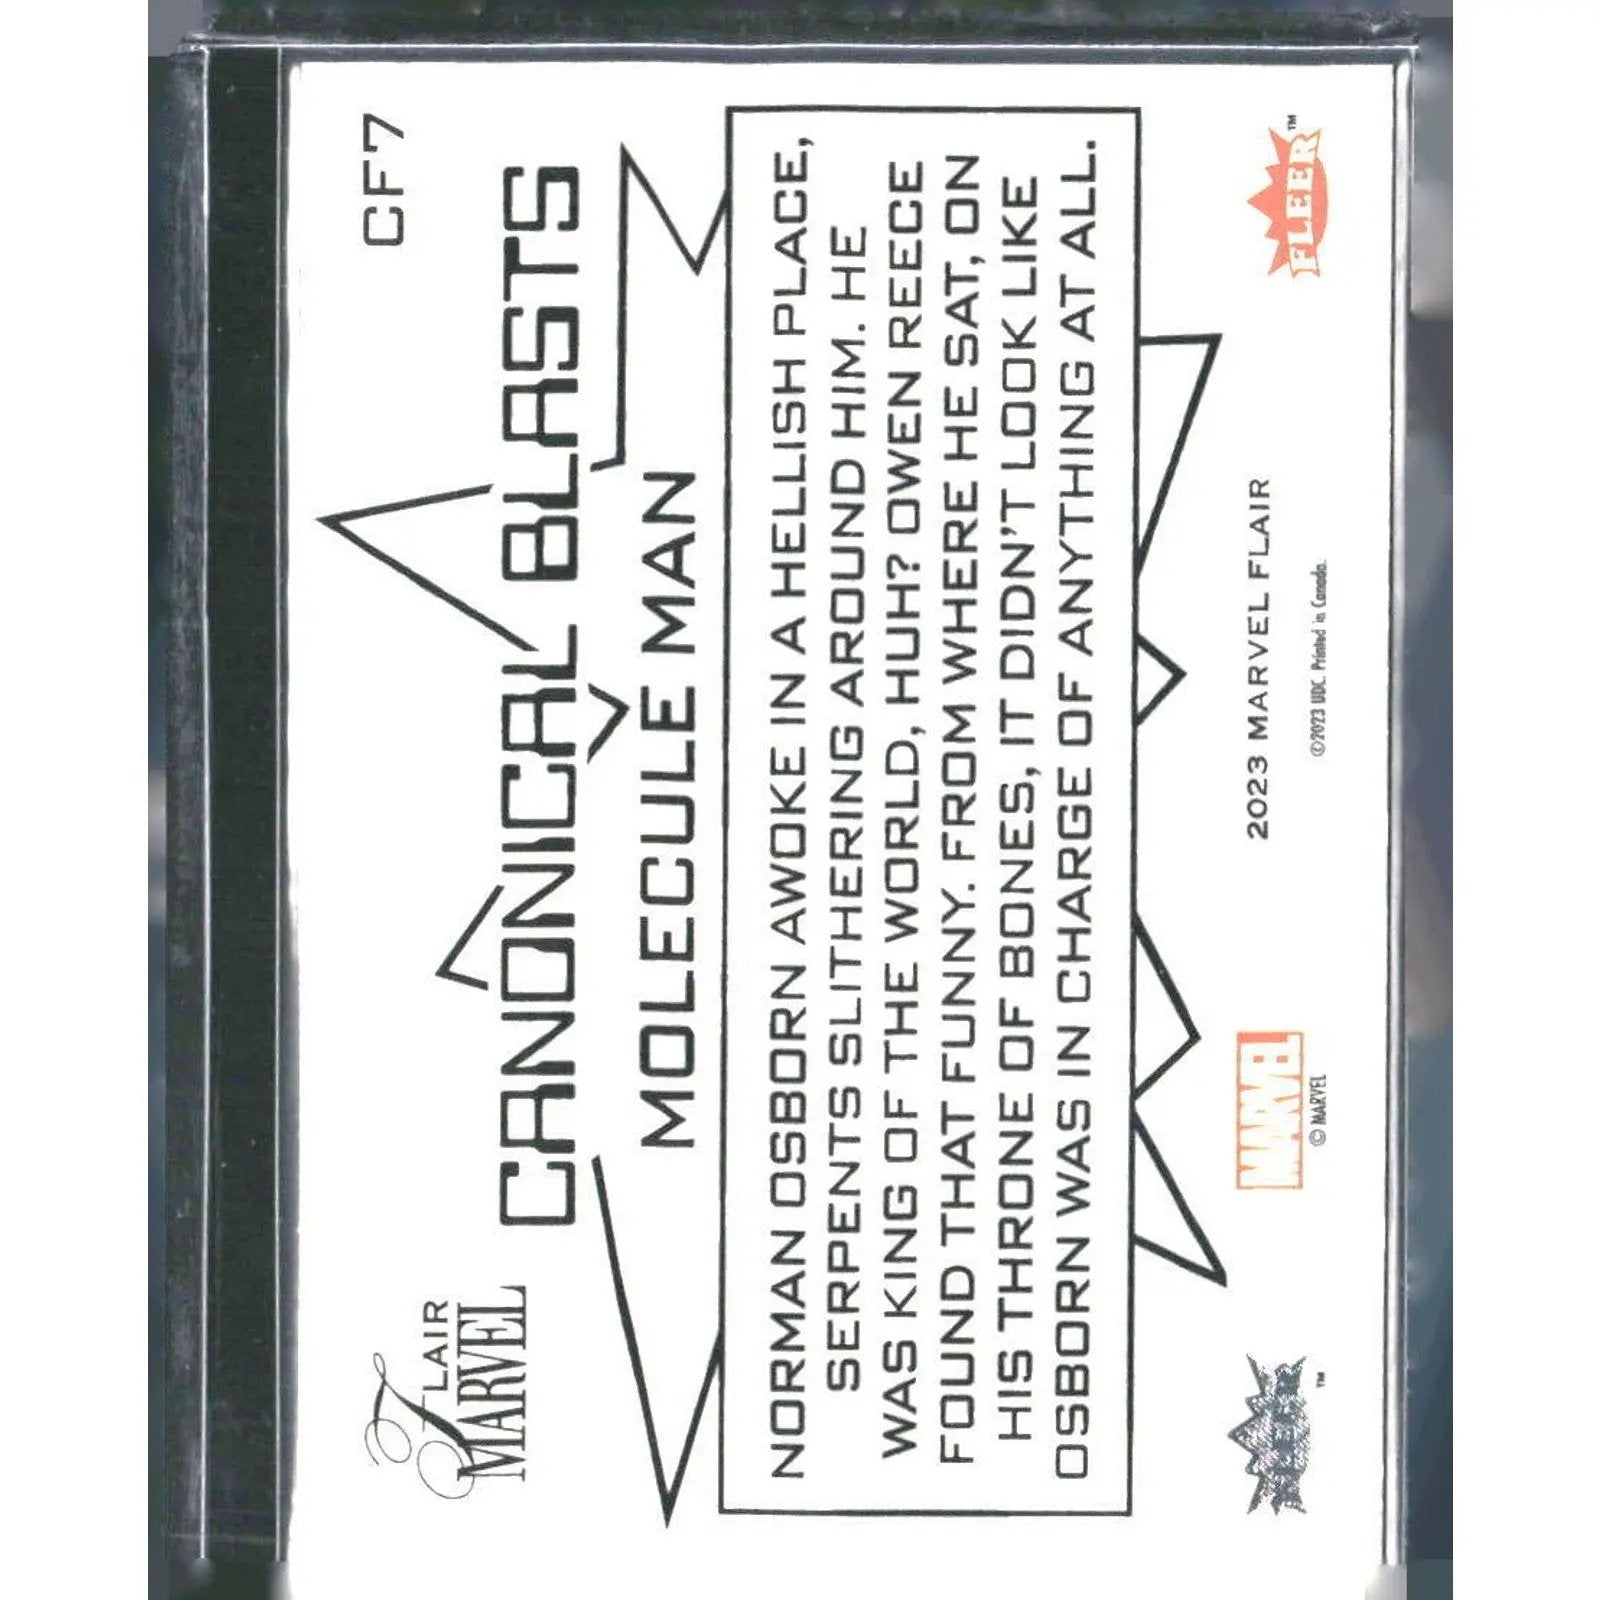 FLAIR
MARVEL
CF7
CANONICAL BLASTS
MOLECULE MAN
NORMAN OSBORN AWOKE IN A HELLISH PLACE,
SERPENTS SLITHERING AROUND HIM. HE
WAS KING OF THE WORLD, HUH? OWEN REECE
FOUND THAT FUNNY. FROM WHERE HE SAT, ON
HIS THRONE OF BONES, IT DIDN'T LOOK LIKE
OSBORN WAS IN CHARGE OF ANYTHING AT ALL.
FLEER™
MARVEL
© MARVEL
2023 MARVEL FLAIR
©2023 UDC. Printed in Canada.
FLEER™